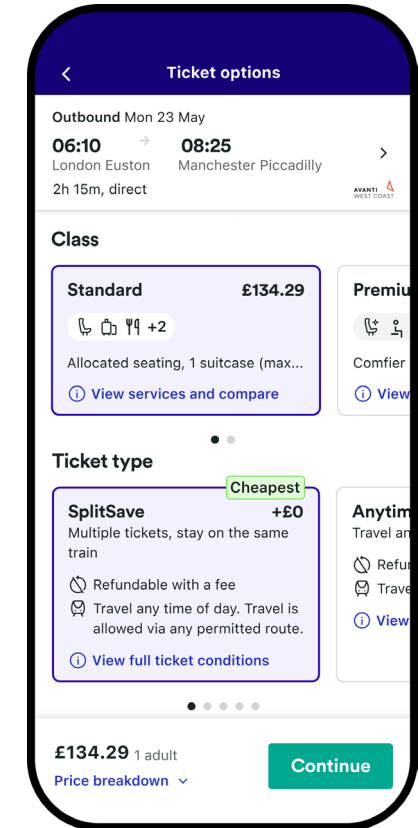 Ticket options
Outbound Mon 23 May
06:10 → 08:25
London Euston Manchester Piccadilly
2h 15m, direct
AVANTI
WEST COAST
Class
Standard £134.29
+2
Allocated seating, 1 suitcase (max...
View services and compare
Premiu
Comfier
View
Ticket type
Cheapest
SplitSave +£0
Multiple tickets, stay on the same
train
Refundable with a fee
Travel any time of day. Travel is
allowed via any permitted route.
View full ticket conditions
Anytim
Travel an
Refu
Trave
View
£134.29 1 adult
Price breakdown
Continue